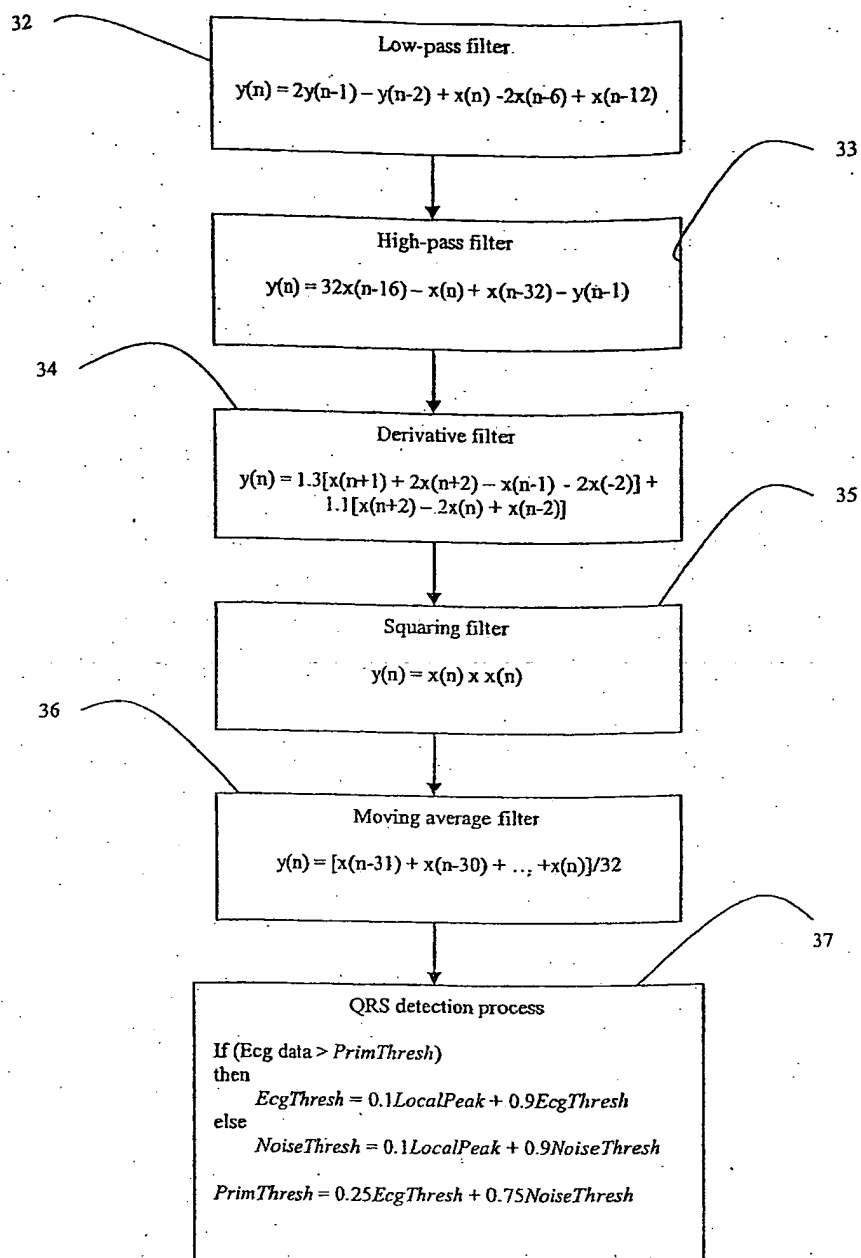 32
Low-pass filter.
y(n) = 2y(n-1) – y(n-2) + x(n) -2x(n-6) + x(n-12)
33
High-pass filter
y(n) = 32x(n-16) – x(n) + x(n-32) – y(n-1)
34
Derivative filter
y(n) = 1.3[x(n+1) + 2x(n+2) – x(n-1) - 2x(-2)] +
1.1[x(n+2) – 2x(n) + x(n-2)]
35
Squaring filter
y(n) = x(n) x x(n)
36
Moving average filter
y(n) = [x(n-31) + x(n-30) + ... +x(n)]/32
37
QRS detection process
If (Ecg data > PrimThresh)
then
EcgThresh = 0.1LocalPeak + 0.9EcgThresh
else
NoiseThresh = 0.1LocalPeak + 0.9NoiseThresh
PrimThresh = 0.25EcgThresh + 0.75NoiseThresh